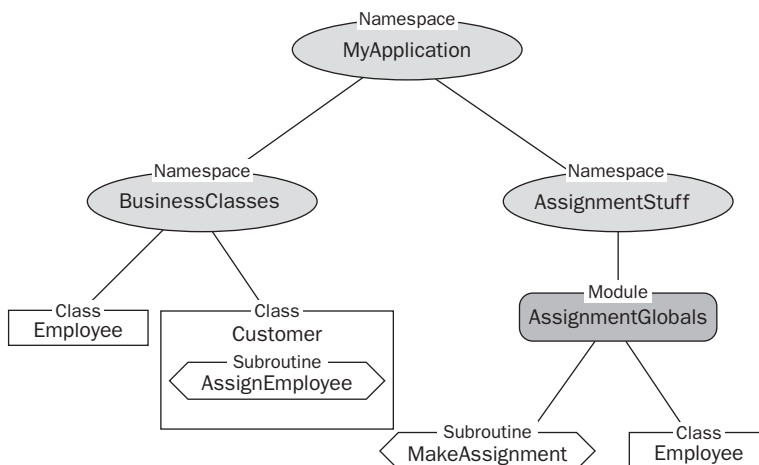 Namespace
MyApplication
Namespace
BusinessClasses
Namespace
AssignmentStuff
Class
Employee
Class
Customer
Subroutine
AssignEmployee
Module
AssignmentGlobals
Subroutine
MakeAssignment
Class
Employee